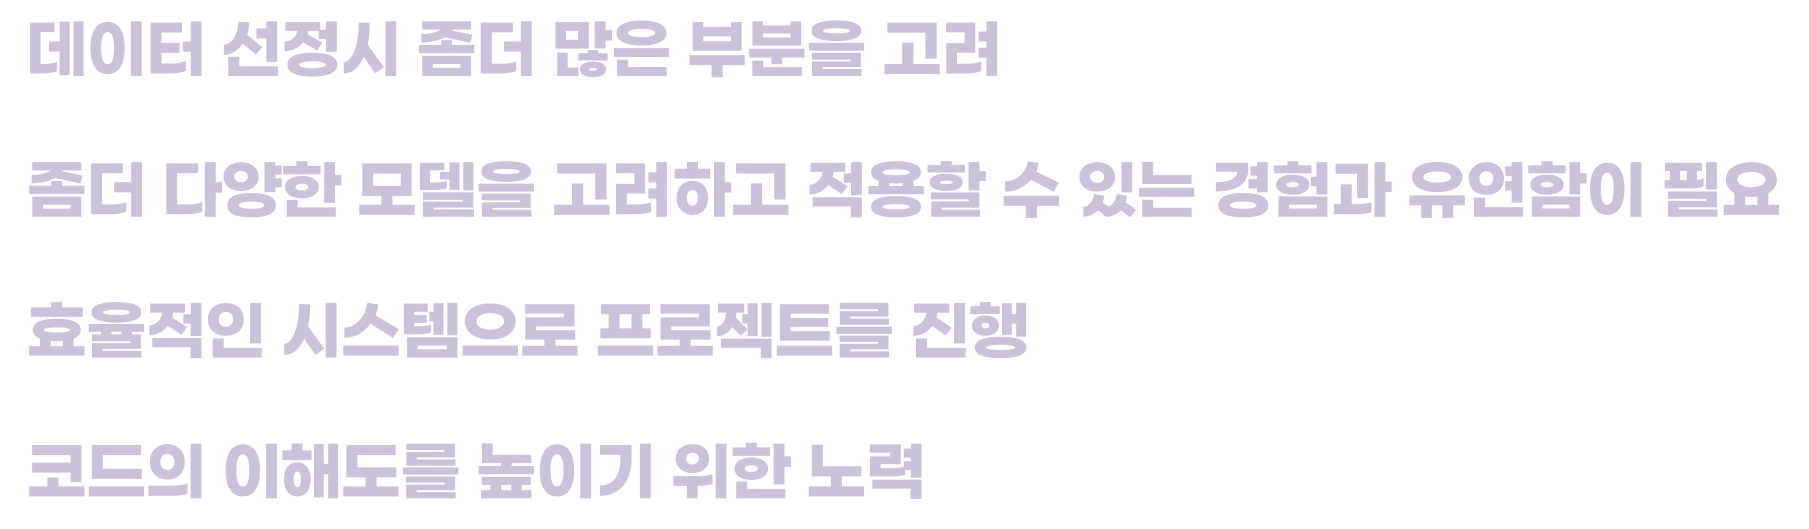 데이터 선정시 좀더 많은 부분을 고려
좀더 다양한 모델을 고려하고 적용할 수 있는 경험과 유연함이 필요
효율적인 시스템으로 프로젝트를 진행
코드의 이해도를 높이기 위한 노력